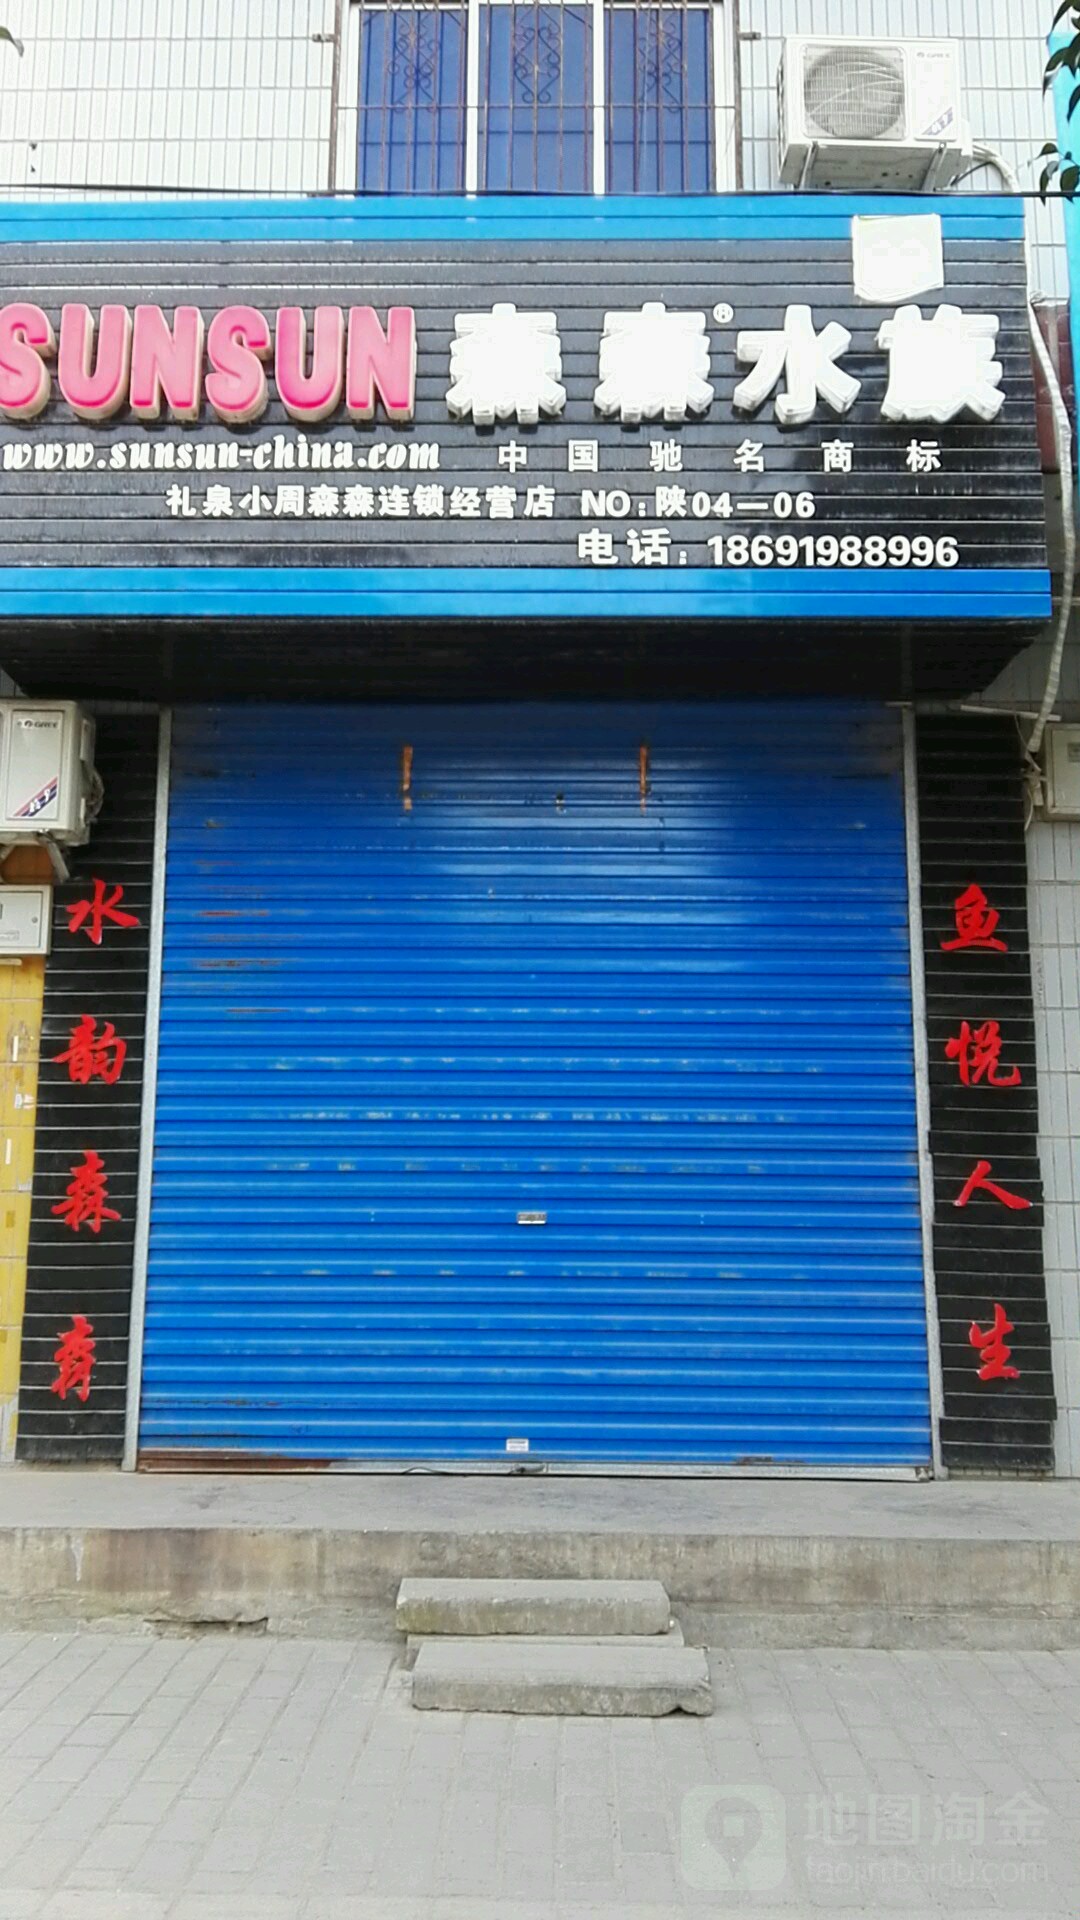 SUNSUN 森森®水族
www.sunsun-china.com 中国驰名商标
礼泉小周森森连锁经营店 NO:陕04—06
电话:18691988996
水韵森森
鱼悦人生
GREE
GREE
地图淘金
taojin.baidu.com